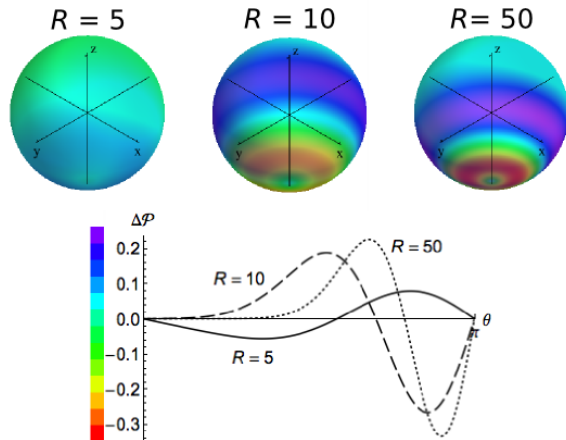 R = 5 R = 10 R= 50
z z z
y x y x y x
Δ𝒫
0.2
R = 50
R = 10
0.1
0.0 θ
π
−0.1
R = 5
−0.2
−0.3